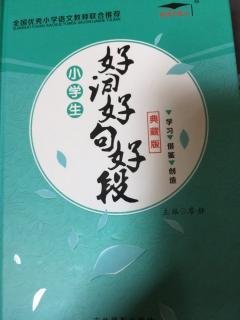 全国优秀小学语文教师联合推荐
小学生
好词好句好段
典藏版
学习▼借鉴▼创造
主编◎廖静